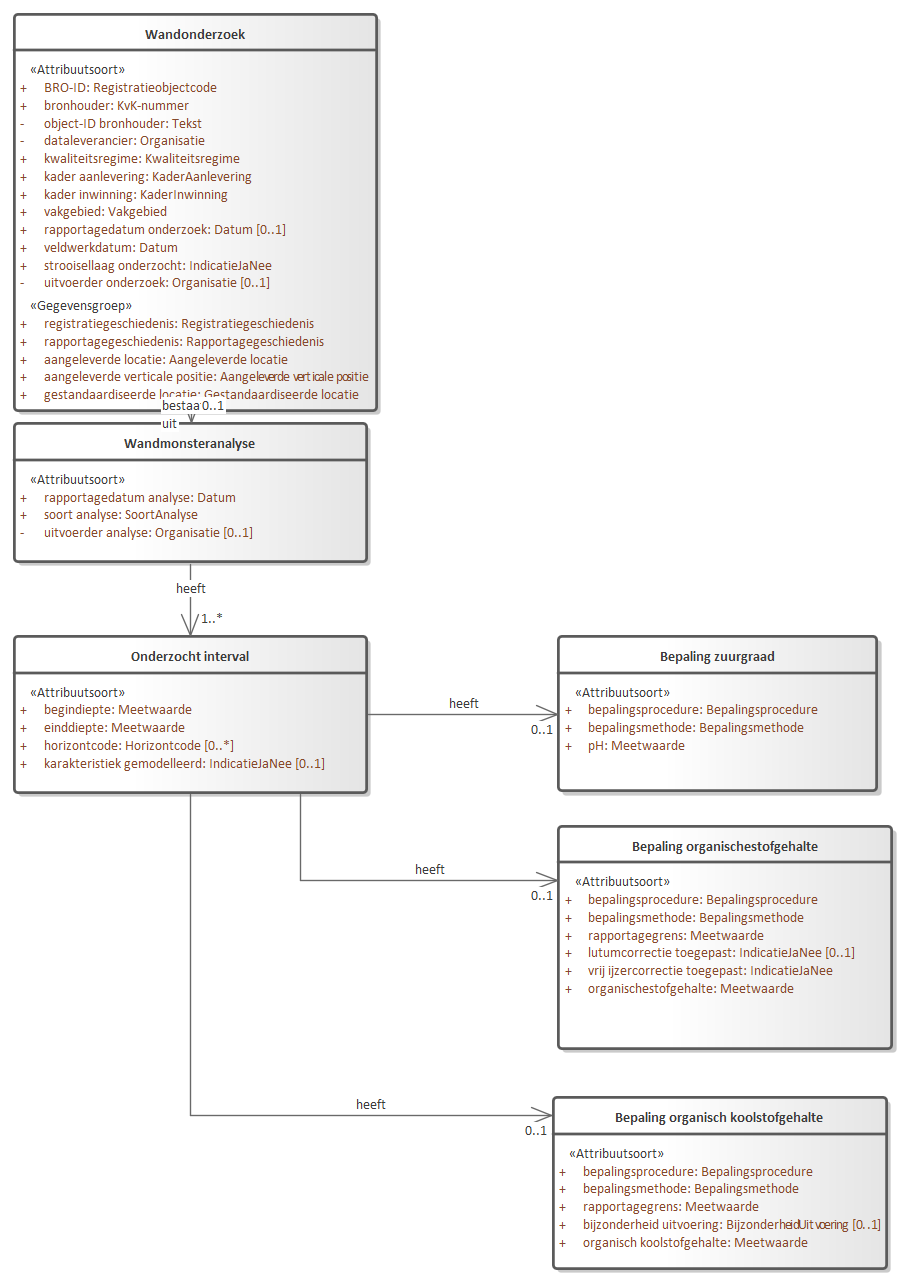 Wandonderzoek
«Attribuutsoort»
+ BRO-ID: Registratieobjectcode
+ bronhouder: KvK-nummer
- object-ID bronhouder: Tekst
- dataleverancier: Organisatie
+ kwaliteitsregime: Kwaliteitsregime
+ kader aanlevering: KaderAanlevering
+ kader inwinning: KaderInwinning
+ vakgebied: Vakgebied
+ rapportagedatum onderzoek: Datum [0..1]
+ veldwerkdatum: Datum
+ strooisellaag onderzocht: IndicatieJaNee
- uitvoerder onderzoek: Organisatie [0..1]
«Gegevensgroep»
+ registratiegeschiedenis: Registratiegeschiedenis
+ rapportagegeschiedenis: Rapportagegeschiedenis
+ aangeleverde locatie: Aangeleverde locatie
+ aangeleverde verticale positie: Aangeleverde verticale positie
+ gestandaardiseerde locatie: Gestandaardiseerde locatie
bestaa 0..1
uit
Wandmonsteranalyse
«Attribuutsoort»
+ rapportagedatum analyse: Datum
+ soort analyse: SoortAnalyse
- uitvoerder analyse: Organisatie [0..1]
heeft
1..*
Onderzocht interval
«Attribuutsoort»
+ begindiepte: Meetwaarde
+ einddiepte: Meetwaarde
+ horizontcode: Horizontcode [0..*]
+ karakteristiek gemodelleerd: IndicatieJaNee [0..1]
heeft
0..1
Bepaling zuurgraad
«Attribuutsoort»
+ bepalingsprocedure: Bepalingsprocedure
+ bepalingsmethode: Bepalingsmethode
+ pH: Meetwaarde
heeft
0..1
Bepaling organischestofgehalte
«Attribuutsoort»
+ bepalingsprocedure: Bepalingsprocedure
+ bepalingsmethode: Bepalingsmethode
+ rapportagegrens: Meetwaarde
+ lutumcorrectie toegepast: IndicatieJaNee [0..1]
+ vrij ijzercorrectie toegepast: IndicatieJaNee
+ organischestofgehalte: Meetwaarde
heeft
0..1
Bepaling organisch koolstofgehalte
«Attribuutsoort»
+ bepalingsprocedure: Bepalingsprocedure
+ bepalingsmethode: Bepalingsmethode
+ rapportagegrens: Meetwaarde
+ bijzonderheid uitvoering: BijzonderheidUitvoering [0..1]
+ organisch koolstofgehalte: Meetwaarde